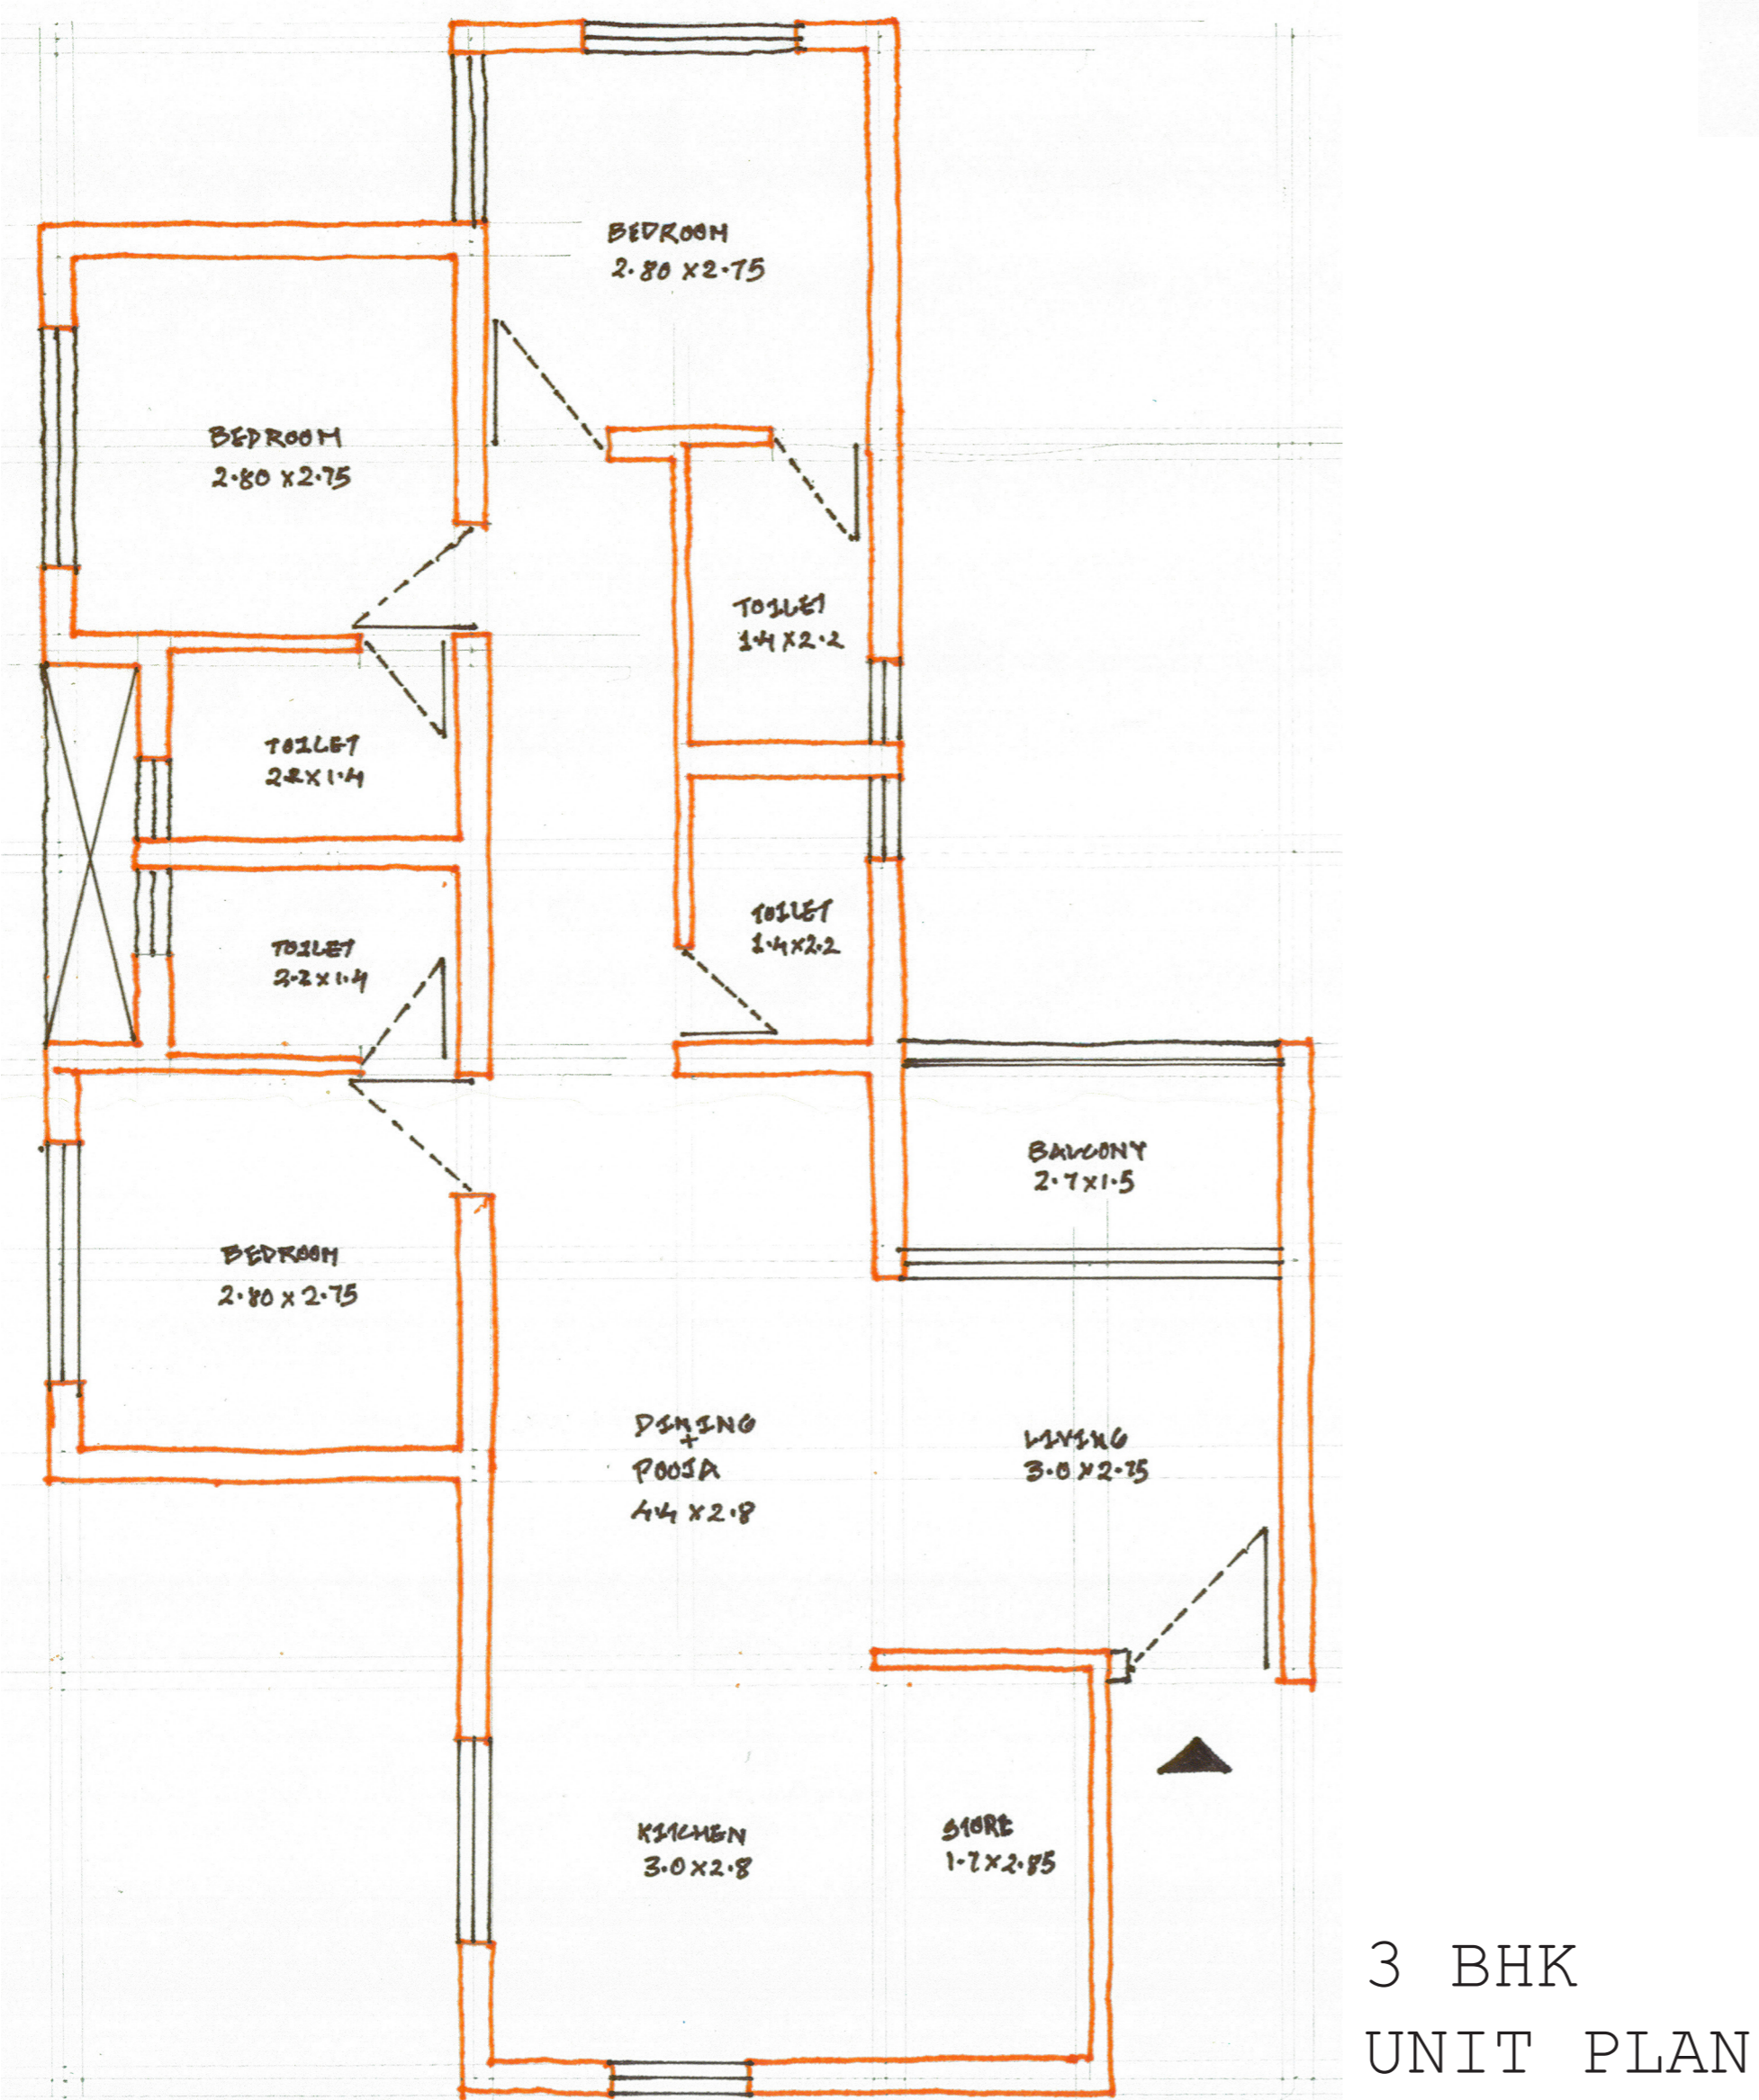 BEDROOM
2.80 X 2.75
BEDROOM
2.80 X 2.75
TOILET
1.4 X 2.2
TOILET
2.2 X 1.4
TOILET
1.4 X 2.2
TOILET
2.2 X 1.4
BALCONY
2.7 X 1.5
BEDROOM
2.80 X 2.75
DINING
+
POOJA
4.4 X 2.8
LIVING
3.0 X 2.75
KITCHEN
3.0 X 2.8
STORE
1.7 X 2.85
3 BHK
UNIT PLAN